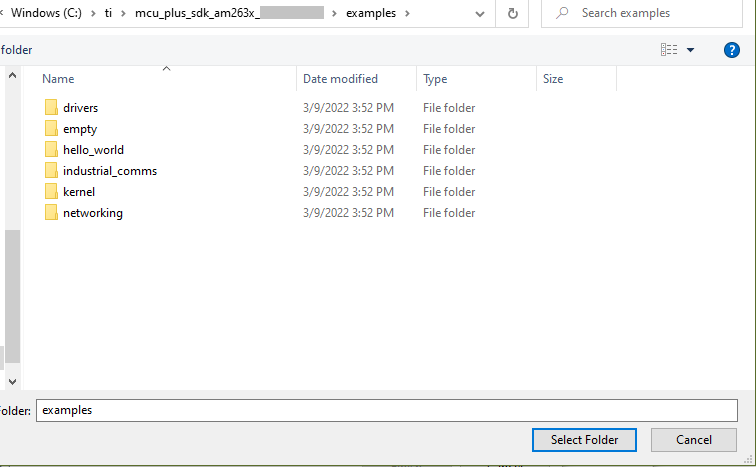 Windows (C:) › ti › mcu_plus_sdk_am263x_ › examples › Search examples
folder ?
Name Date modified Type Size
drivers 3/9/2022 3:52 PM File folder
empty 3/9/2022 3:52 PM File folder
hello_world 3/9/2022 3:52 PM File folder
industrial_comms 3/9/2022 3:52 PM File folder
kernel 3/9/2022 3:52 PM File folder
networking 3/9/2022 3:52 PM File folder
Folder: examples
Select Folder Cancel